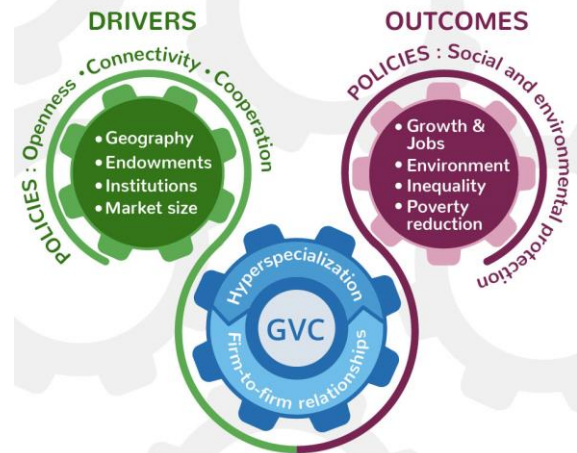 DRIVERS
POLICIES : Openness • Connectivity • Cooperation
• Geography
• Endowments
• Institutions
• Market size
OUTCOMES
POLICIES : Social and environmental protection
• Growth &
Jobs
• Environment
• Inequality
• Poverty
reduction
Hyperspecialization
GVC
Firm-to-firm relationships